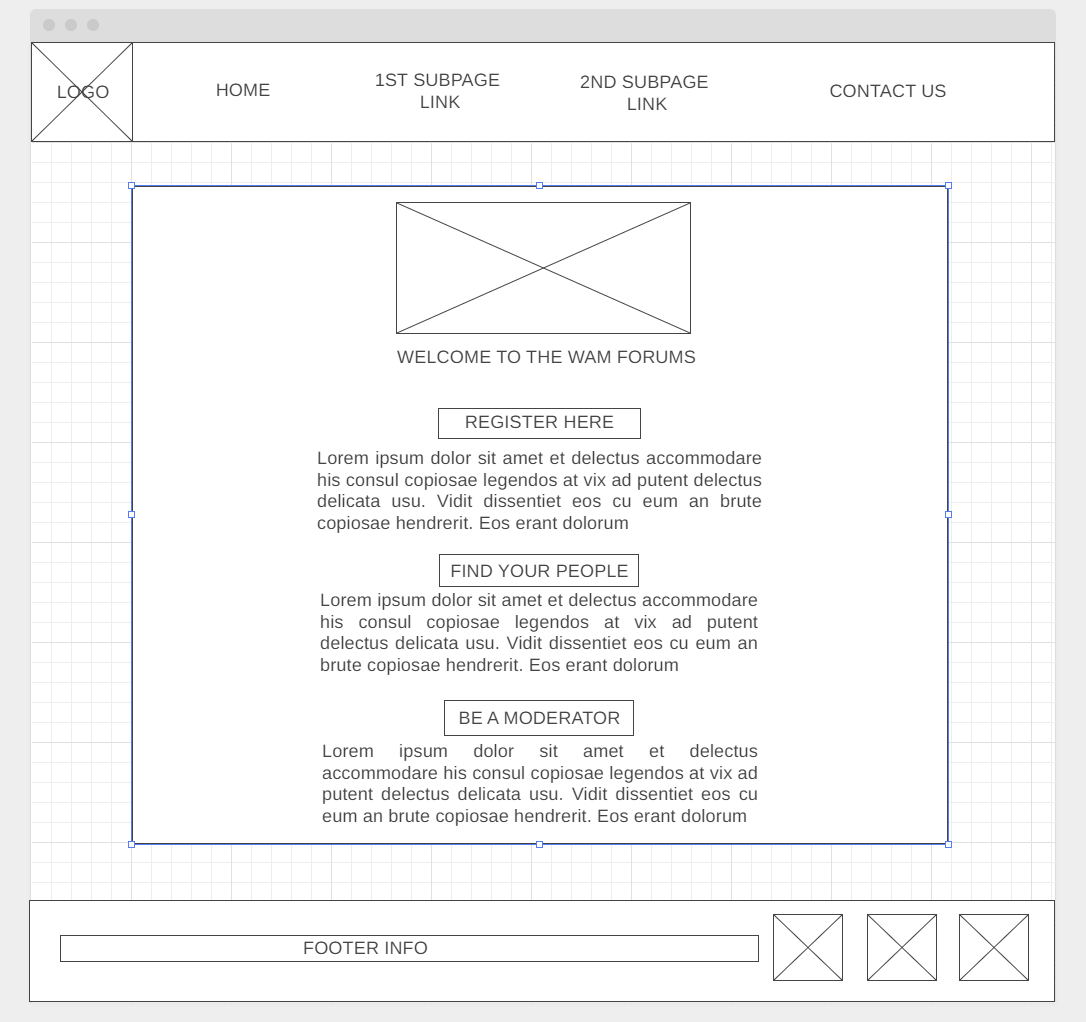 LOGO
HOME
1ST SUBPAGE
LINK
2ND SUBPAGE
LINK
CONTACT US
WELCOME TO THE WAM FORUMS
REGISTER HERE
Lorem ipsum dolor sit amet et delectus accommodare
his consul copiosae legendos at vix ad putent delectus
delicata usu. Vidit dissentiet eos cu eum an brute
copiosae hendrerit. Eos erant dolorum
FIND YOUR PEOPLE
Lorem ipsum dolor sit amet et delectus accommodare
his consul copiosae legendos at vix ad putent
delectus delicata usu. Vidit dissentiet eos cu eum an
brute copiosae hendrerit. Eos erant dolorum
BE A MODERATOR
Lorem ipsum dolor sit amet et delectus
accommodare his consul copiosae legendos at vix ad
putent delectus delicata usu. Vidit dissentiet eos cu
eum an brute copiosae hendrerit. Eos erant dolorum
FOOTER INFO